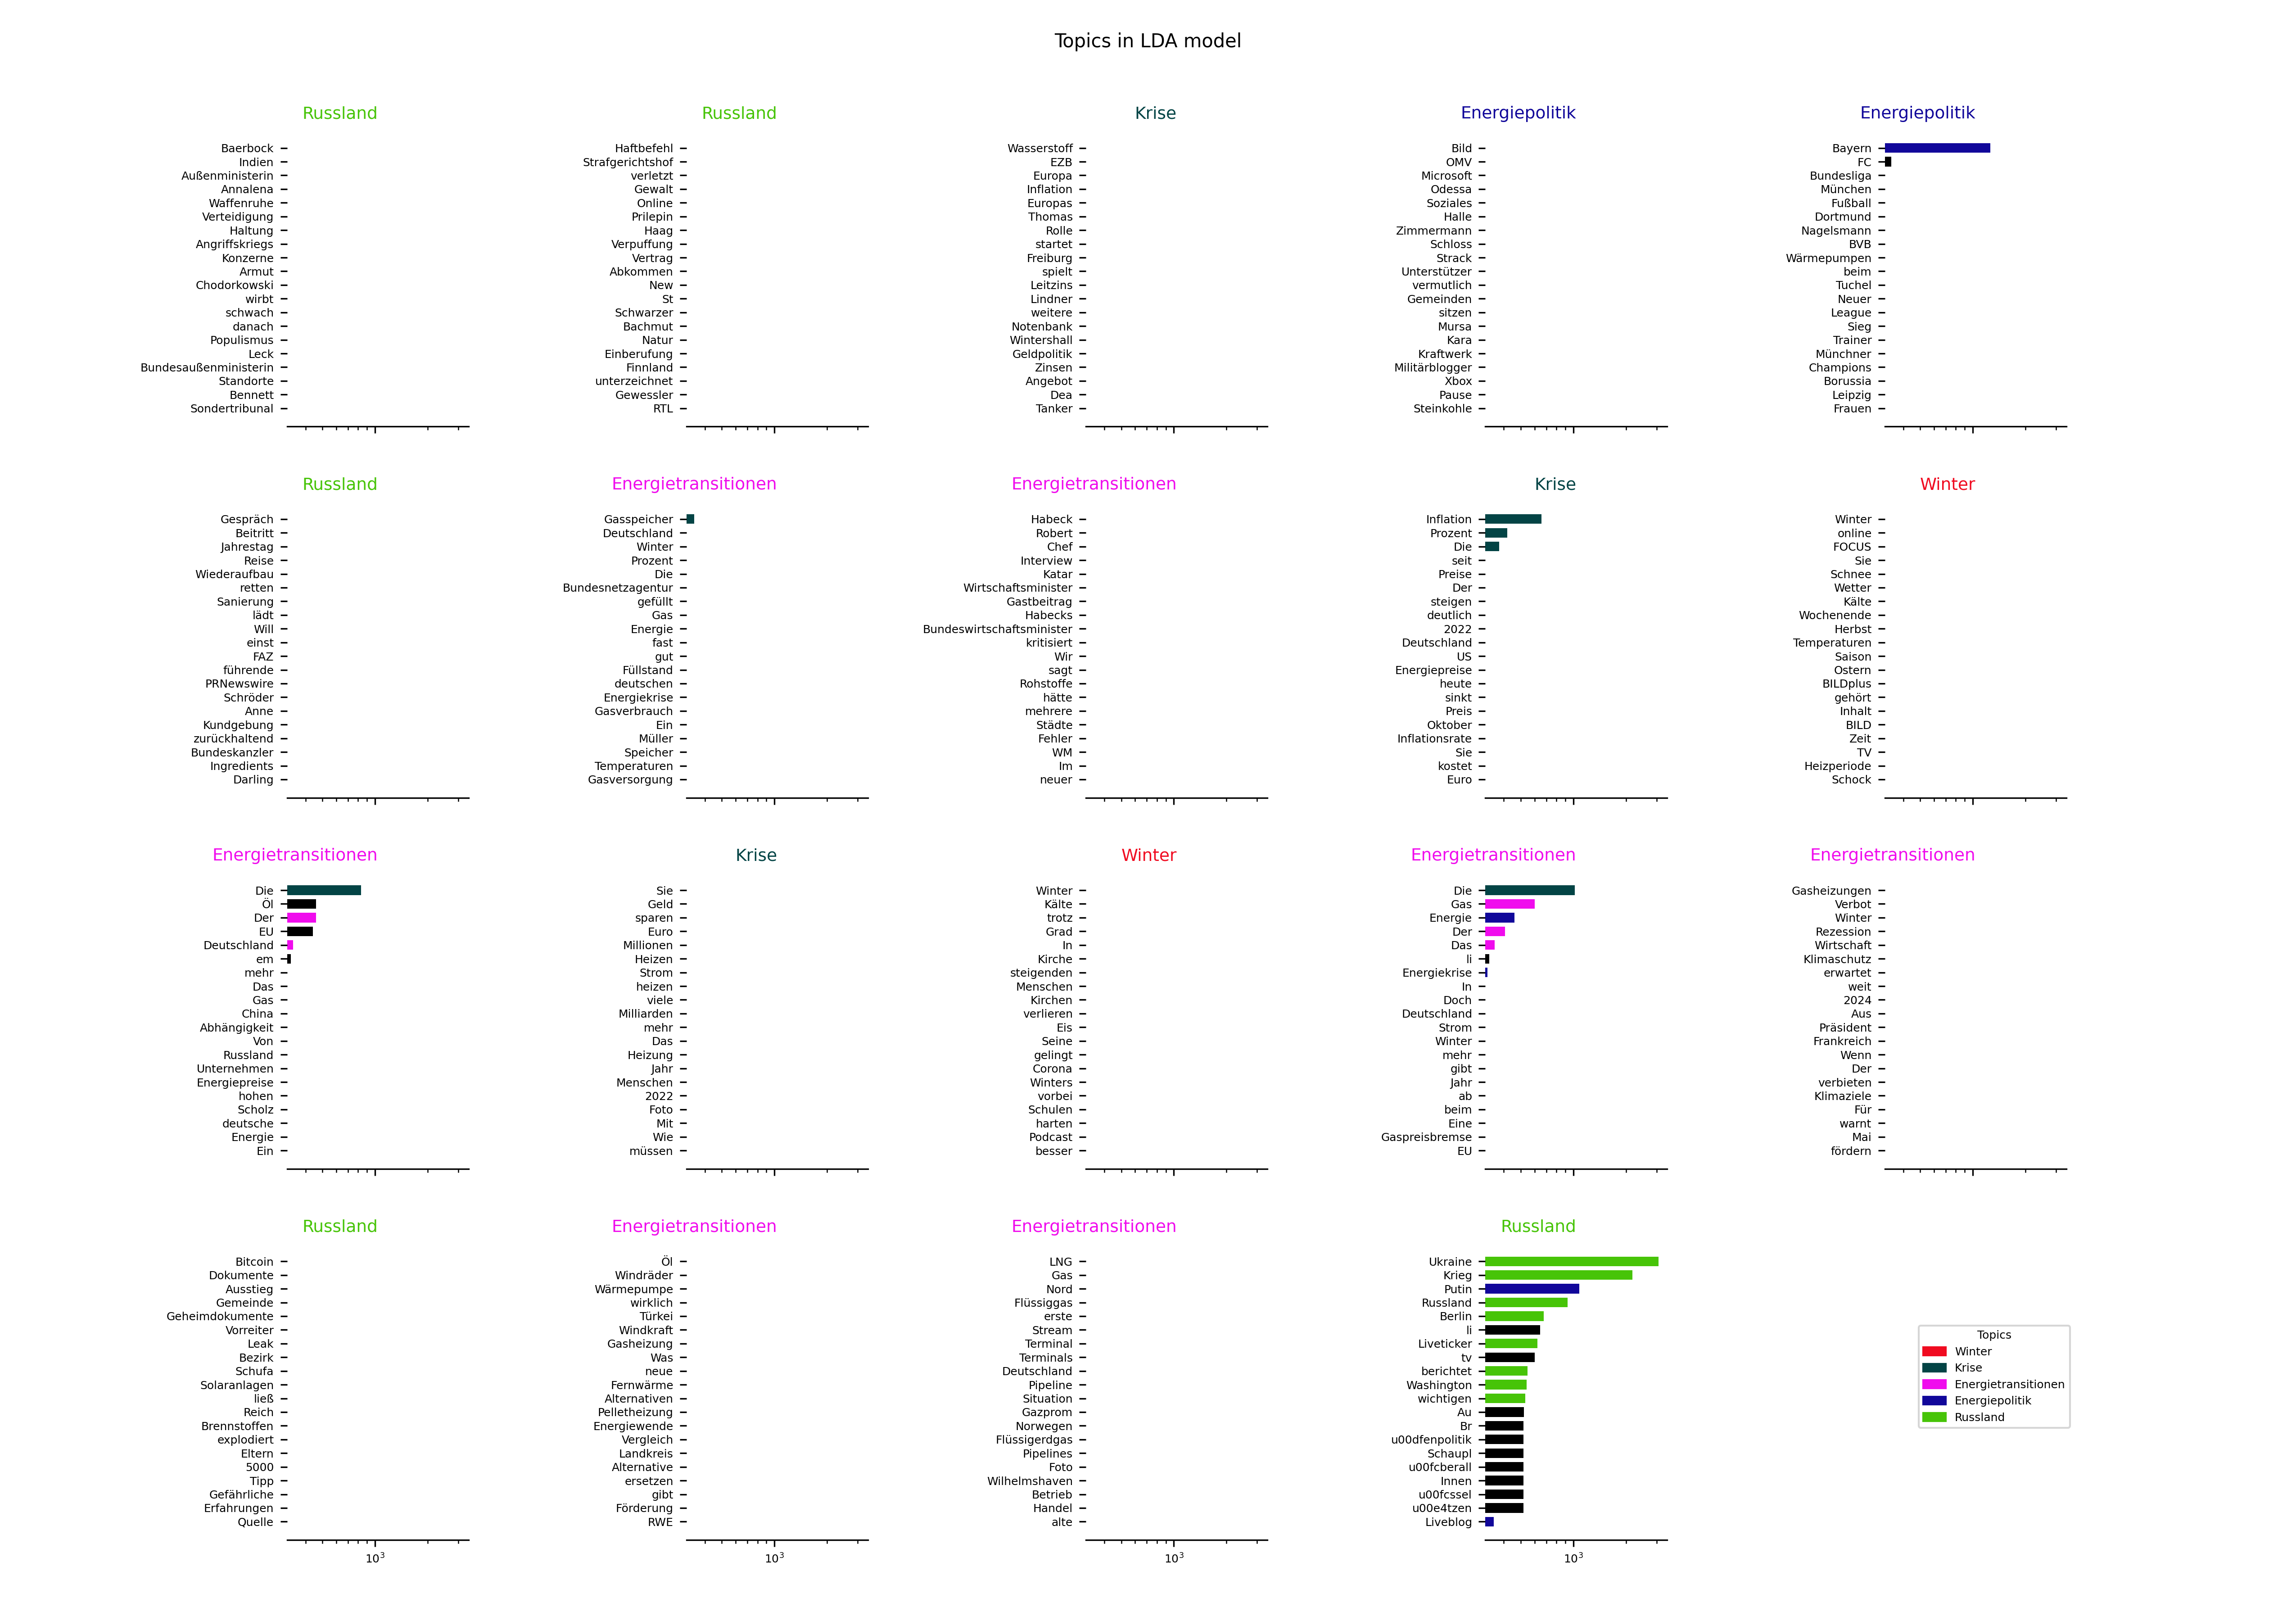 Topics in LDA model
Russland
Baerbock
Indien
Außenministerin
Annalena
Waffenruhe
Verteidigung
Haltung
Angriffskriegs
Konzerne
Armut
Chodorkowski
wirbt
schwach
danach
Populismus
Leck
Bundesaußenministerin
Standorte
Bennett
Sondertribunal
Russland
Haftbefehl
Strafgerichtshof
verletzt
Gewalt
Online
Prilepin
Haag
Verpuffung
Vertrag
Abkommen
New
St
Schwarzer
Bachmut
Natur
Einberufung
Finnland
unterzeichnet
Gewessler
RTL
Krise
Wasserstoff
EZB
Europa
Inflation
Europas
Thomas
Rolle
startet
Freiburg
spielt
Leitzins
Lindner
weitere
Notenbank
Wintershall
Geldpolitik
Zinsen
Angebot
Dea
Tanker
Energiepolitik
Bild
OMV
Microsoft
Odessa
Soziales
Halle
Zimmermann
Schloss
Strack
Unterstützer
vermutlich
Gemeinden
sitzen
Mursa
Kara
Kraftwerk
Militärblogger
Xbox
Pause
Steinkohle
Energiepolitik
Bayern
FC
Bundesliga
München
Fußball
Dortmund
Nagelsmann
BVB
Wärmepumpen
beim
Tuchel
Neuer
League
Sieg
Trainer
Münchner
Champions
Borussia
Leipzig
Frauen
Russland
Gespräch
Beitritt
Jahrestag
Reise
Wiederaufbau
retten
Sanierung
lädt
Will
einst
FAZ
führende
PRNewswire
Schröder
Anne
Kundgebung
zurückhaltend
Bundeskanzler
Ingredients
Darling
Energietransitionen
Gasspeicher
Deutschland
Winter
Prozent
Die
Bundesnetzagentur
gefüllt
Gas
Energie
fast
gut
Füllstand
deutschen
Energiekrise
Gasverbrauch
Ein
Müller
Speicher
Temperaturen
Gasversorgung
Energietransitionen
Habeck
Robert
Chef
Interview
Katar
Wirtschaftsminister
Gastbeitrag
Habecks
Bundeswirtschaftsminister
kritisiert
Wir
sagt
Rohstoffe
hätte
mehrere
Städte
Fehler
WM
Im
neuer
Krise
Inflation
Prozent
Die
seit
Preise
Der
steigen
deutlich
2022
Deutschland
US
Energiepreise
heute
sinkt
Preis
Oktober
Inflationsrate
Sie
kostet
Euro
Winter
Winter
online
FOCUS
Sie
Schnee
Wetter
Kälte
Wochenende
Herbst
Temperaturen
Saison
Ostern
BILDplus
gehört
Inhalt
BILD
Zeit
TV
Heizperiode
Schock
Energietransitionen
Die
Öl
Der
EU
Deutschland
em
mehr
Das
Gas
China
Abhängigkeit
Von
Russland
Unternehmen
Energiepreise
hohen
Scholz
deutsche
Energie
Ein
Krise
Sie
Geld
sparen
Euro
Millionen
Heizen
Strom
heizen
viele
Milliarden
mehr
Das
Heizung
Jahr
Menschen
2022
Foto
Mit
Wie
müssen
Winter
Winter
Kälte
trotz
Grad
In
Kirche
steigenden
Menschen
Kirchen
verlieren
Eis
Seine
gelingt
Corona
Winters
vorbei
Schulen
harten
Podcast
besser
Energietransitionen
Die
Gas
Energie
Der
Das
li
Energiekrise
In
Doch
Deutschland
Strom
Winter
mehr
gibt
Jahr
ab
beim
Eine
Gaspreisbremse
EU
Energietransitionen
Gasheizungen
Verbot
Winter
Rezession
Wirtschaft
Klimaschutz
erwartet
weit
2024
Aus
Präsident
Frankreich
Wenn
Der
verbieten
Klimaziele
Für
warnt
Mai
fördern
Russland
Bitcoin
Dokumente
Ausstieg
Gemeinde
Geheimdokumente
Vorreiter
Leak
Bezirk
Schufa
Solaranlagen
ließ
Reich
Brennstoffen
explodiert
Eltern
5000
Tipp
Gefährliche
Erfahrungen
Quelle
10³
Energietransitionen
Öl
Windräder
Wärmepumpe
wirklich
Türkei
Windkraft
Gasheizung
Was
neue
Fernwärme
Alternativen
Pelletheizung
Energiewende
Vergleich
Landkreis
Alternative
ersetzen
gibt
Förderung
RWE
10³
Energietransitionen
LNG
Gas
Nord
Flüssiggas
erste
Stream
Terminal
Terminals
Deutschland
Pipeline
Situation
Gazprom
Norwegen
Flüssigerdgas
Pipelines
Foto
Wilhelmshaven
Betrieb
Handel
alte
10³
Russland
Ukraine
Krieg
Putin
Russland
Berlin
li
Liveticker
tv
berichtet
Washington
wichtigen
Au
Br
u00dfenpolitik
Schaupl
u00fcberall
Innen
u00fcssel
u00e4tzen
Liveblog
10³
Topics
Winter
Krise
Energietransitionen
Energiepolitik
Russland